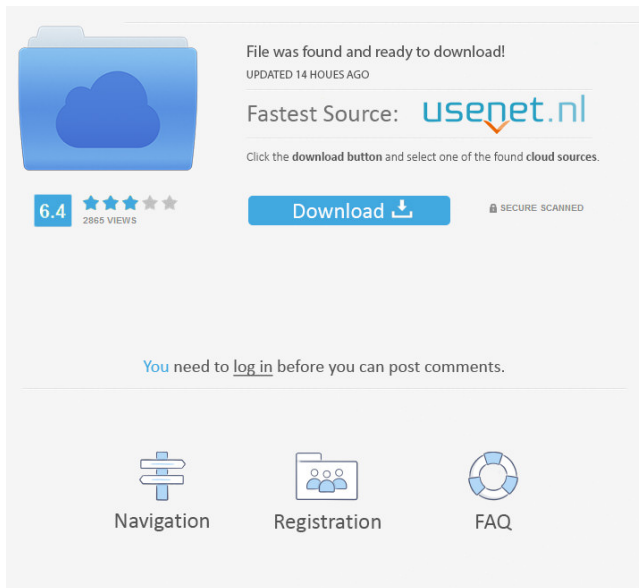 File was found and ready to download!
UPDATED 14 HOUES AGO
Fastest Source: usenet.nl
Click the download button and select one of the found cloud sources.
6.4
2865 VIEWS
Download
SECURE SCANNED
You need to log in before you can post comments.
Navigation
Registration
FAQ